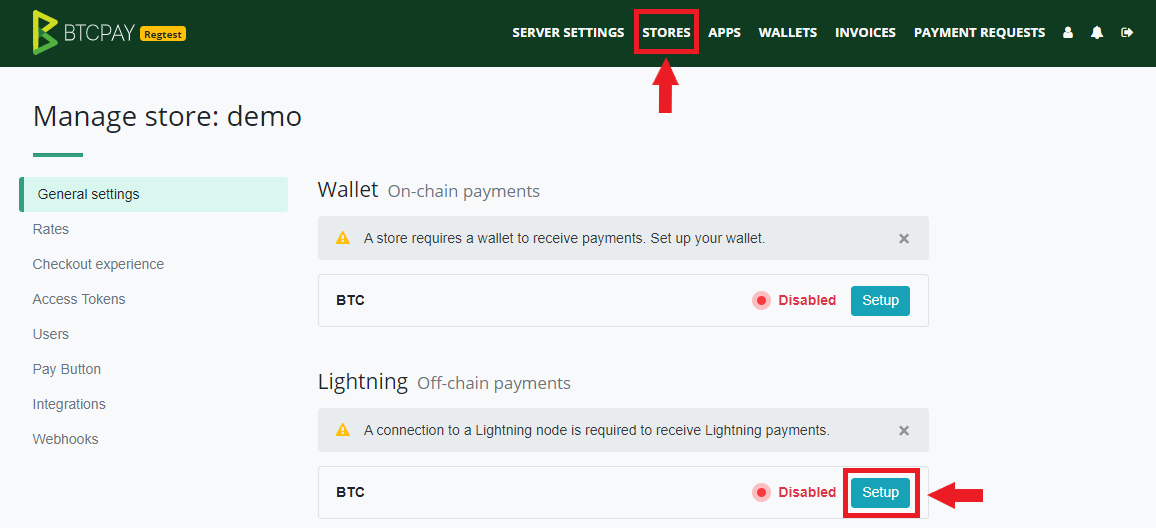 BTCPAY Regtest SERVER SETTINGS STORES APPS WALLETS INVOICES PAYMENT REQUESTS
Manage store: demo
General settings
Rates
Checkout experience
Access Tokens
Users
Pay Button
Integrations
Webhooks
Wallet On-chain payments
A store requires a wallet to receive payments. Set up your wallet.
BTC Disabled Setup
Lightning Off-chain payments
A connection to a Lightning node is required to receive Lightning payments.
BTC Disabled Setup